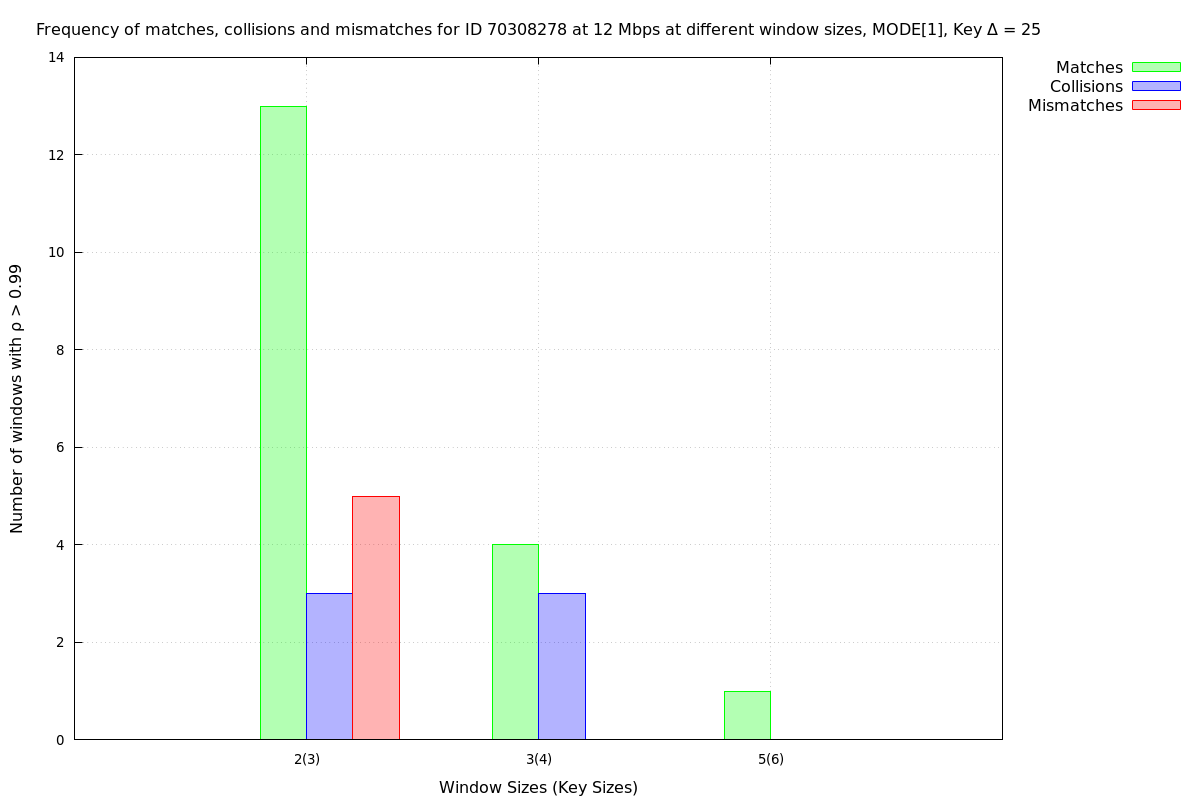 Frequency of matches, collisions and mismatches for ID 70308278 at 12 Mbps at different window sizes, MODE[1], Key Δ = 25
Matches
Collisions
Mismatches
Number of windows with ρ > 0.99
14
12
10
8
6
4
2
0
2(3) 3(4) 5(6)
Window Sizes (Key Sizes)